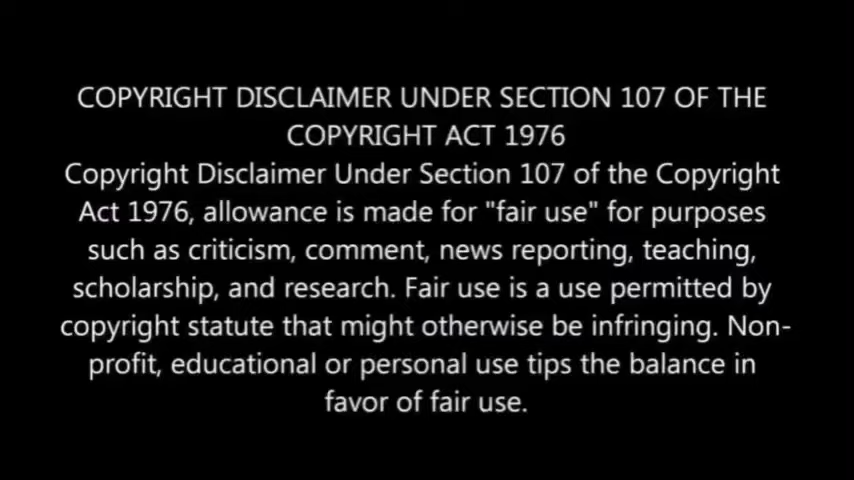 COPYRIGHT DISCLAIMER UNDER SECTION 107 OF THE
COPYRIGHT ACT 1976
Copyright Disclaimer Under Section 107 of the Copyright
Act 1976, allowance is made for "fair use" for purposes
such as criticism, comment, news reporting, teaching,
scholarship, and research. Fair use is a use permitted by
copyright statute that might otherwise be infringing. Non-
profit, educational or personal use tips the balance in
favor of fair use.